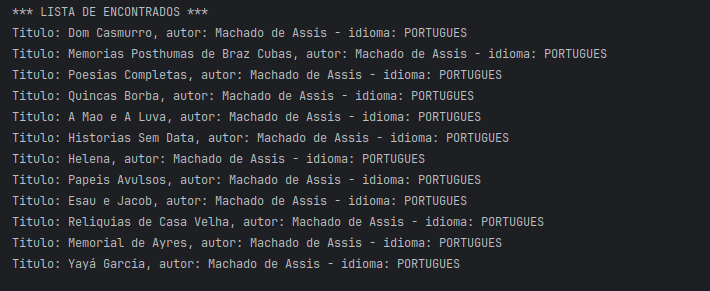 *** LISTA DE ENCONTRADOS ***
Titulo: Dom Casmurro, autor: Machado de Assis - idioma: PORTUGUES
Titulo: Memorias Posthumas de Braz Cubas, autor: Machado de Assis - idioma: PORTUGUES
Titulo: Poesias Completas, autor: Machado de Assis - idioma: PORTUGUES
Titulo: Quincas Borba, autor: Machado de Assis - idioma: PORTUGUES
Titulo: A Mao e A Luva, autor: Machado de Assis - idioma: PORTUGUES
Titulo: Historias Sem Data, autor: Machado de Assis - idioma: PORTUGUES
Titulo: Helena, autor: Machado de Assis - idioma: PORTUGUES
Titulo: Papeis Avulsos, autor: Machado de Assis - idioma: PORTUGUES
Titulo: Esau e Jacob, autor: Machado de Assis - idioma: PORTUGUES
Titulo: Reliquias de Casa Velha, autor: Machado de Assis - idioma: PORTUGUES
Titulo: Memorial de Ayres, autor: Machado de Assis - idioma: PORTUGUES
Titulo: Yayá Garcia, autor: Machado de Assis - idioma: PORTUGUES